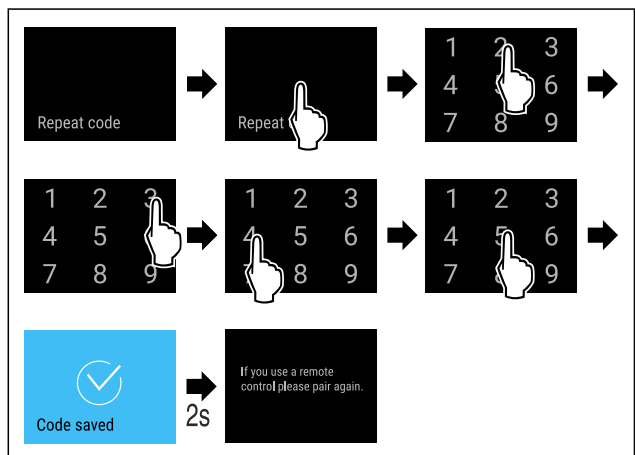 Repeat code
Repeat
1 2 3
4 6
7 8 9
1 2 3
4 5
7 8 9
1 2 3
4 5 6
8 9
1 2 3
4 5 6
7 9
Code saved
2s
If you use a remote
control please pair again.